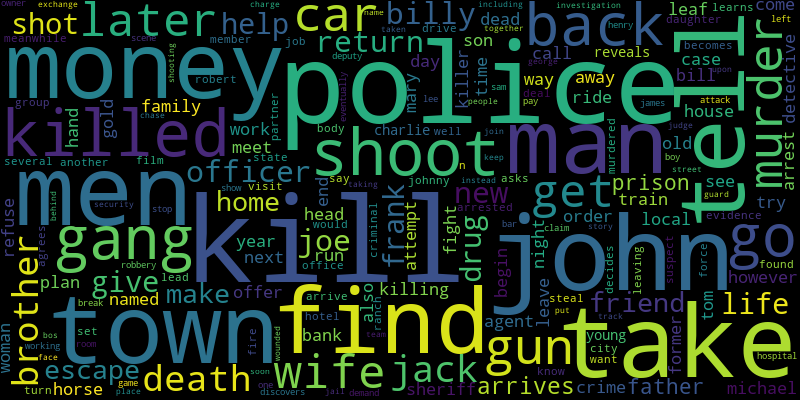 owner
exchange
shot
later
meanwhile
scene
member
job
robert
charge
name
help
car
taken
drive
billy
dead
including
together
investigation
henry
left
back
leaf
learns
come
daughter
becomes
upon
case
bill
money
police
tell
return
son
day
call
reveals
detective
shooting
deputy
eventually
lee
mary
killer
time
people
pay
sam
deal
way
away
ride
george
james
attack
house
murder
group
gold
family
partner
killed
hand
work
meet
body
state
charlie
well
johnny
join
keep
instead
shoot
man
murdered
old
boy
judge
street
see
guard
arrest
several
another
film
officer
say
asks
prison
train
local
evidence
try
men
home
visit
end
frank
attempt
new
get
order
refuse
behind
security
show
stop
kill
taking
would
criminal
fight
arrested
bar
claim
night
story
john
go
gang
year
head
joe
run
drug
begin
decides
leaving
force
suspect
found
however
agrees
next
office
robbery
lead
plan
give
also
killing
leave
steal
put
friend
tom
former
life
brother
named
make
offer
arrive
hotel
ranch
agent
track
woman
bos
working
break
set
room
town
fire
wounded
bank
team
find
gun
young
city
want
take
hospital
face
escape
turn
horse
game
place
death
soon
one
discovers
wife
jail
demand
jack
sheriff
arrives
know
crime
father
michael